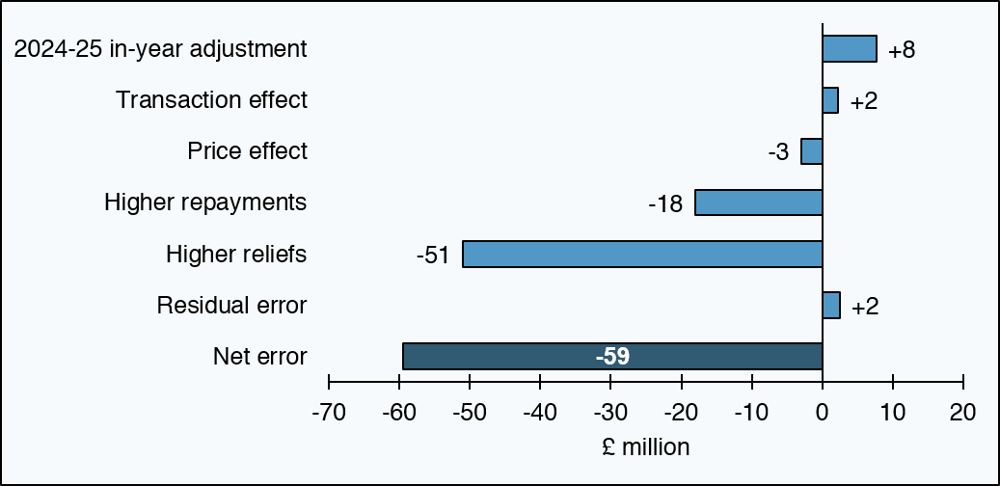 2024-25 in-year adjustment +8
Transaction effect +2
Price effect -3
Higher repayments -18
Higher reliefs -51
Residual error +2
Net error -59
-70 -60 -50 -40 -30 -20 -10 0 10 20
£ million